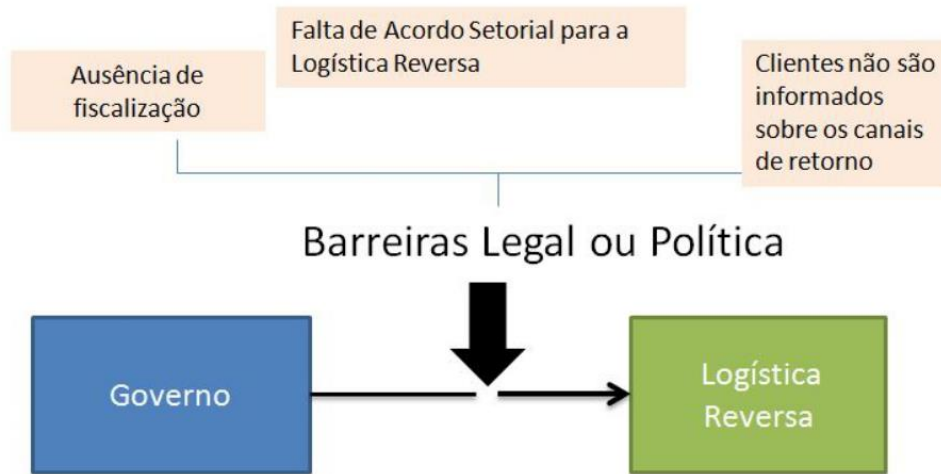 Falta de Acordo Setorial para a
Logística Reversa
Ausência de
fiscalização
Clientes não são
informados
sobre os canais
de retorno
Barreiras Legal ou Política
Governo
Logística
Reversa